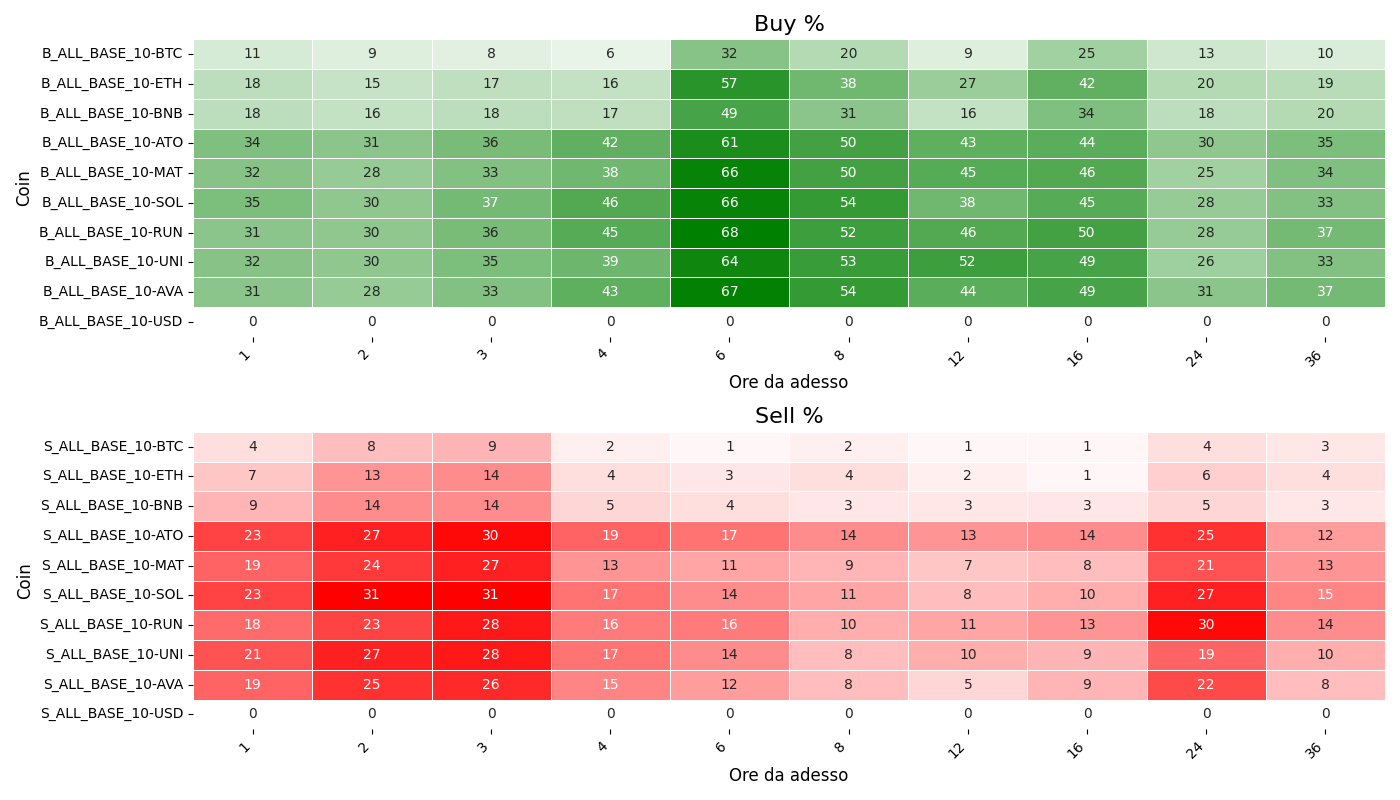 Buy %
Coin
B_ALL_BASE_10-BTC 11 9 8 6 32 20 9 25 13 10
B_ALL_BASE_10-ETH 18 15 17 16 57 38 27 42 20 19
B_ALL_BASE_10-BNB 18 16 18 17 49 31 16 34 18 20
B_ALL_BASE_10-ATO 34 31 36 42 61 50 43 44 30 35
B_ALL_BASE_10-MAT 32 28 33 38 66 50 45 46 25 34
B_ALL_BASE_10-SOL 35 30 37 46 66 54 38 45 28 33
B_ALL_BASE_10-RUN 31 30 36 45 68 52 46 50 28 37
B_ALL_BASE_10-UNI 32 30 35 39 64 53 52 49 26 33
B_ALL_BASE_10-AVA 31 28 33 43 67 54 44 49 31 37
B_ALL_BASE_10-USD 0 0 0 0 0 0 0 0 0 0
1 2 3 4 6 8 12 16 24 36
Ore da adesso
Sell %
Coin
S_ALL_BASE_10-BTC 4 8 9 2 1 2 1 1 4 3
S_ALL_BASE_10-ETH 7 13 14 4 3 4 2 1 6 4
S_ALL_BASE_10-BNB 9 14 14 5 4 3 3 3 5 3
S_ALL_BASE_10-ATO 23 27 30 19 17 14 13 14 25 12
S_ALL_BASE_10-MAT 19 24 27 13 11 9 7 8 21 13
S_ALL_BASE_10-SOL 23 31 31 17 14 11 8 10 27 15
S_ALL_BASE_10-RUN 18 23 28 16 16 10 11 13 30 14
S_ALL_BASE_10-UNI 21 27 28 17 14 8 10 9 19 10
S_ALL_BASE_10-AVA 19 25 26 15 12 8 5 9 22 8
S_ALL_BASE_10-USD 0 0 0 0 0 0 0 0 0 0
1 2 3 4 6 8 12 16 24 36
Ore da adesso